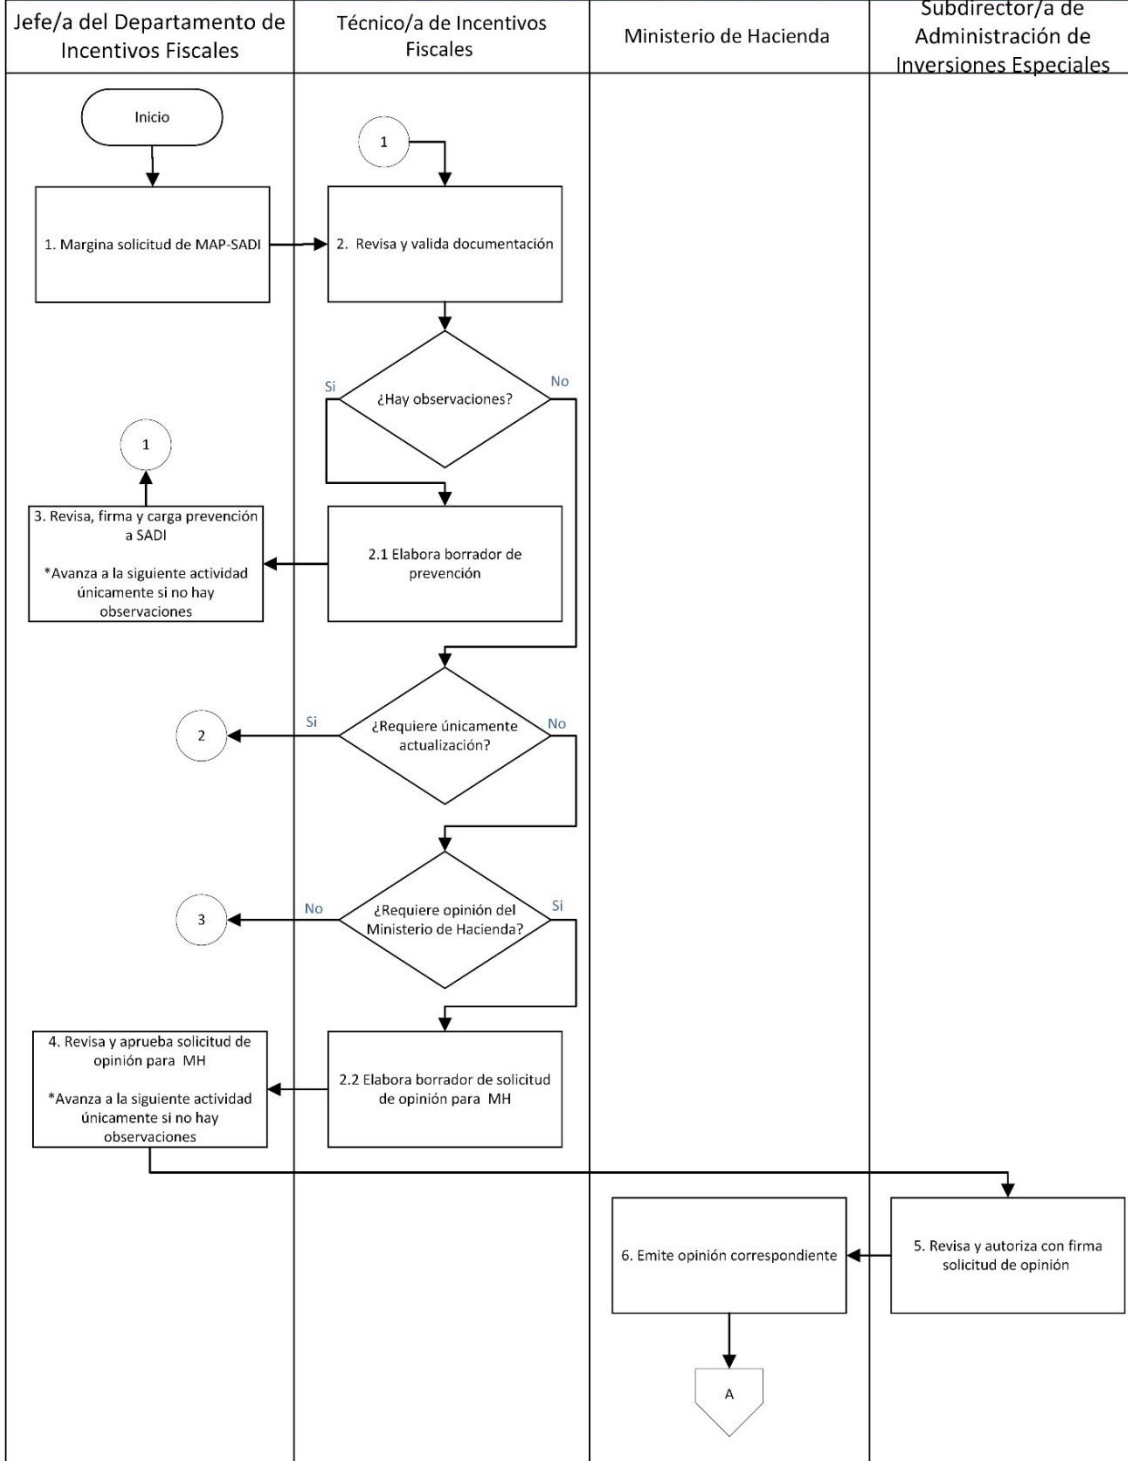 Jefe/a del Departamento de
Incentivos Fiscales
Técnico/a de Incentivos
Fiscales
Ministerio de Hacienda
Subdirector/a de
Administración de
Inversiones Especiales
Inicio
1
1. Margina solicitud de MAP-SADI
2. Revisa y valida documentación
¿Hay observaciones?
Si
No
1
3. Revisa, firma y carga prevención
a SADI
*Avanza a la siguiente actividad
únicamente si no hay
observaciones
2.1 Elabora borrador de
prevención
¿Requiere únicamente
actualización?
Si
No
2
¿Requiere opinión del
Ministerio de Hacienda?
No
Si
3
4. Revisa y aprueba solicitud de
opinión para MH
*Avanza a la siguiente actividad
únicamente si no hay
observaciones
2.2 Elabora borrador de solicitud
de opinión para MH
6. Emite opinión correspondiente
5. Revisa y autoriza con firma
solicitud de opinión
A